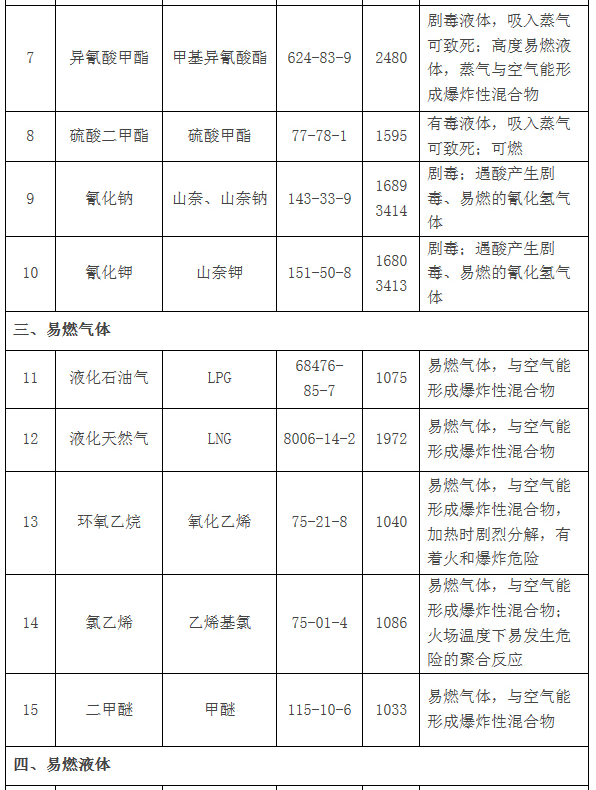 7 异氰酸甲酯 甲基异氰酸酯 624-83-9 2480 剧毒液体，吸入蒸气
可致死；高度易燃液
体，蒸气与空气能形
成爆炸性混合物
8 硫酸二甲酯 硫酸甲酯 77-78-1 1595 有毒液体，吸入蒸气
可致死；可燃
9 氰化钠 山奈、山奈钠 143-33-9 1689
3414 剧毒；遇酸产生剧
毒、易燃的氰化氢气
体
10 氰化钾 山奈钾 151-50-8 1680
3413 剧毒；遇酸产生剧
毒、易燃的氰化氢气
体
三、易燃气体
11 液化石油气 LPG 68476-
85-7 1075 易燃气体，与空气能
形成爆炸性混合物
12 液化天然气 LNG 8006-14-2 1972 易燃气体，与空气能
形成爆炸性混合物
13 环氧乙烷 氧化乙烯 75-21-8 1040 易燃气体，与空气能
形成爆炸性混合物，
加热时剧烈分解，有
着火和爆炸危险
14 氯乙烯 乙烯基氯 75-01-4 1086 易燃气体，与空气能
形成爆炸性混合物；
火场温度下易发生危
险的聚合反应
15 二甲醚 甲醚 115-10-6 1033 易燃气体，与空气能
形成爆炸性混合物
四、易燃液体